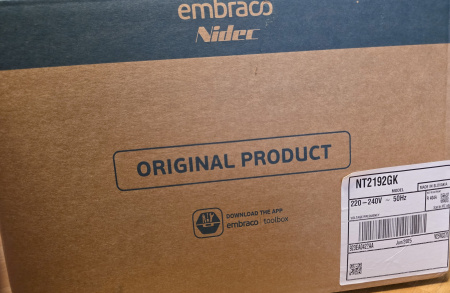 embraco
Nidec
ORIGINAL PRODUCT
DOWNLOAD THE APP
embraco toolbox
NT2192GK
MODEL
MADE IN SLOVAKIA
220-240V ~ 50Hz